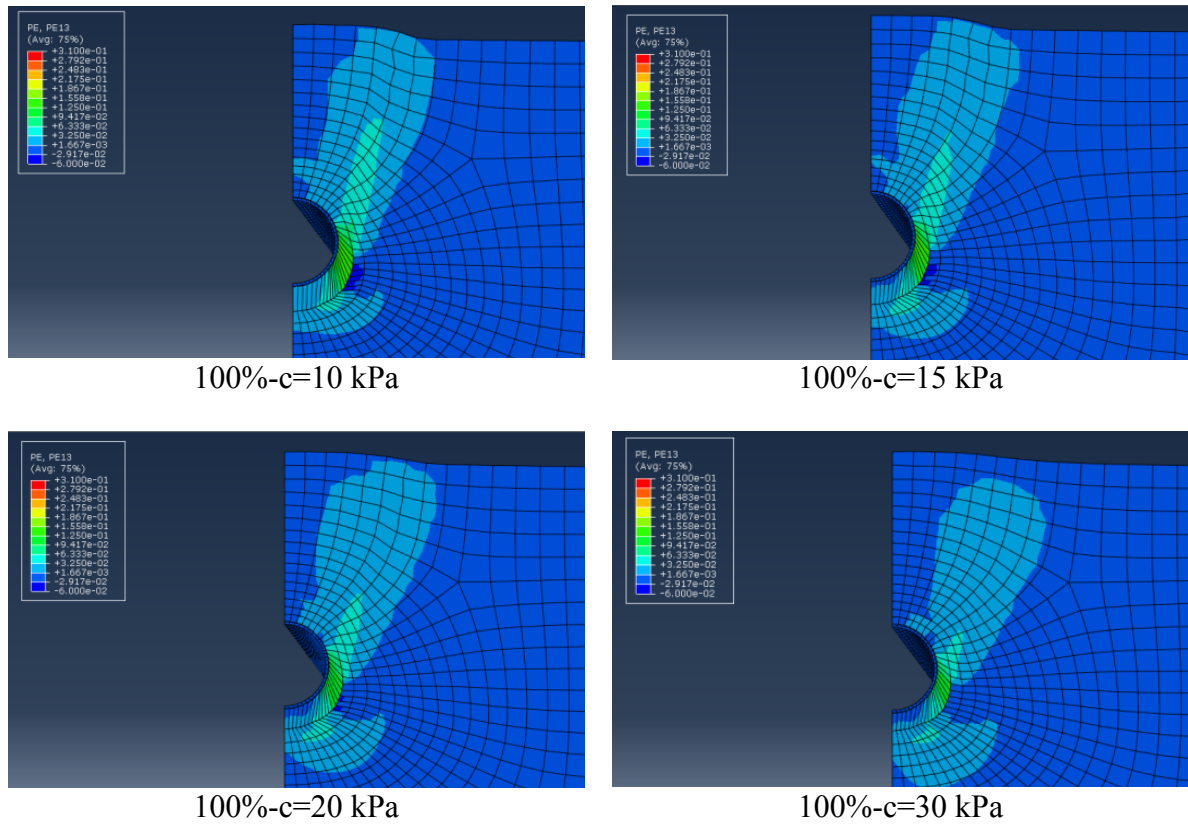 PE, PE13
(Avg: 75%)
+3.100e-01
+2.792e-01
+2.483e-01
+2.175e-01
+1.867e-01
+1.558e-01
+1.250e-01
+9.417e-02
+6.333e-02
+3.250e-02
+1.667e-03
-2.917e-02
-6.000e-02
100%-c=10 kPa
PE, PE13
(Avg: 75%)
+3.100e-01
+2.792e-01
+2.483e-01
+2.175e-01
+1.867e-01
+1.558e-01
+1.250e-01
+9.417e-02
+6.333e-02
+3.250e-02
+1.667e-03
-2.917e-02
-6.000e-02
100%-c=15 kPa
PE, PE13
(Avg: 75%)
+3.100e-01
+2.792e-01
+2.483e-01
+2.175e-01
+1.867e-01
+1.558e-01
+1.250e-01
+9.417e-02
+6.333e-02
+3.250e-02
+1.667e-03
-2.917e-02
-6.000e-02
100%-c=20 kPa
PE, PE13
(Avg: 75%)
+3.100e-01
+2.792e-01
+2.483e-01
+2.175e-01
+1.867e-01
+1.558e-01
+1.250e-01
+9.417e-02
+6.333e-02
+3.250e-02
+1.667e-03
-2.917e-02
-6.000e-02
100%-c=30 kPa